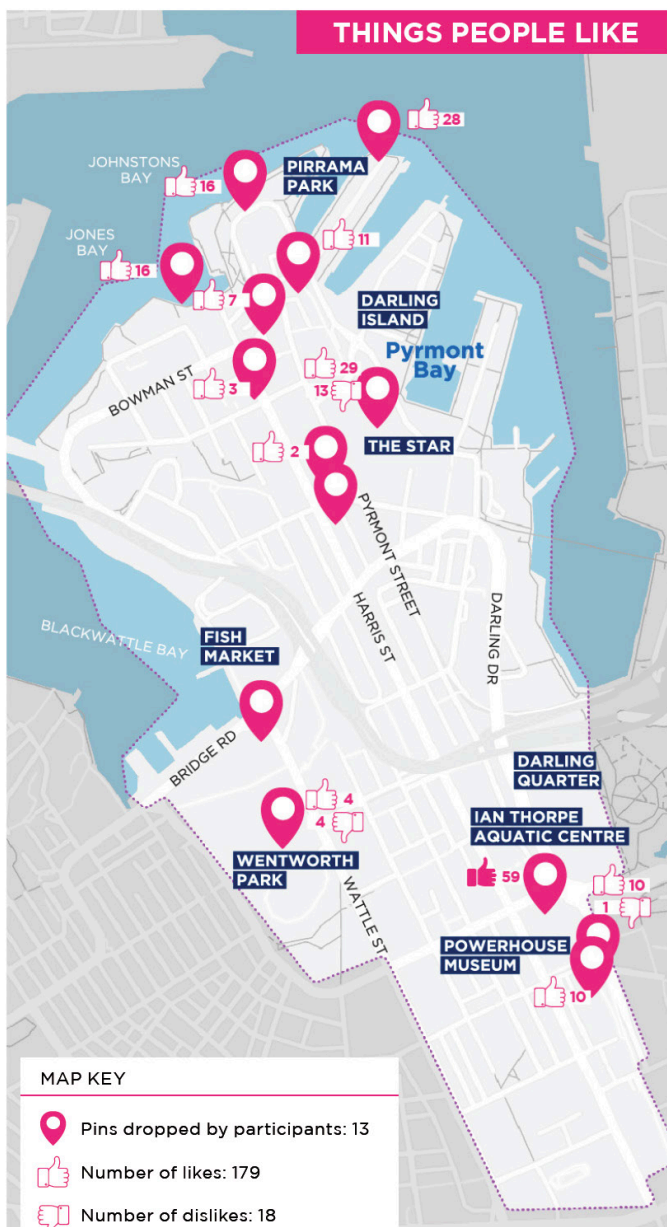 THINGS PEOPLE LIKE
28
JOHNSTONS
BAY
PIRRAMA
PARK
16
JONES
BAY
11
16
7
DARLING
ISLAND
Pyrmont
Bay
29
13
BOWMAN ST
3
THE STAR
2
PYRMONT STREET
HARRIS ST
DARLING DR
BLACKWATTLE BAY
FISH
MARKET
BRIDGE RD
DARLING
QUARTER
4
4
IAN THORPE
AQUATIC CENTRE
WENTWORTH
PARK
59
10
1
WATTLE ST
POWERHOUSE
MUSEUM
10
MAP KEY
Pins dropped by participants: 13
Number of likes: 179
Number of dislikes: 18